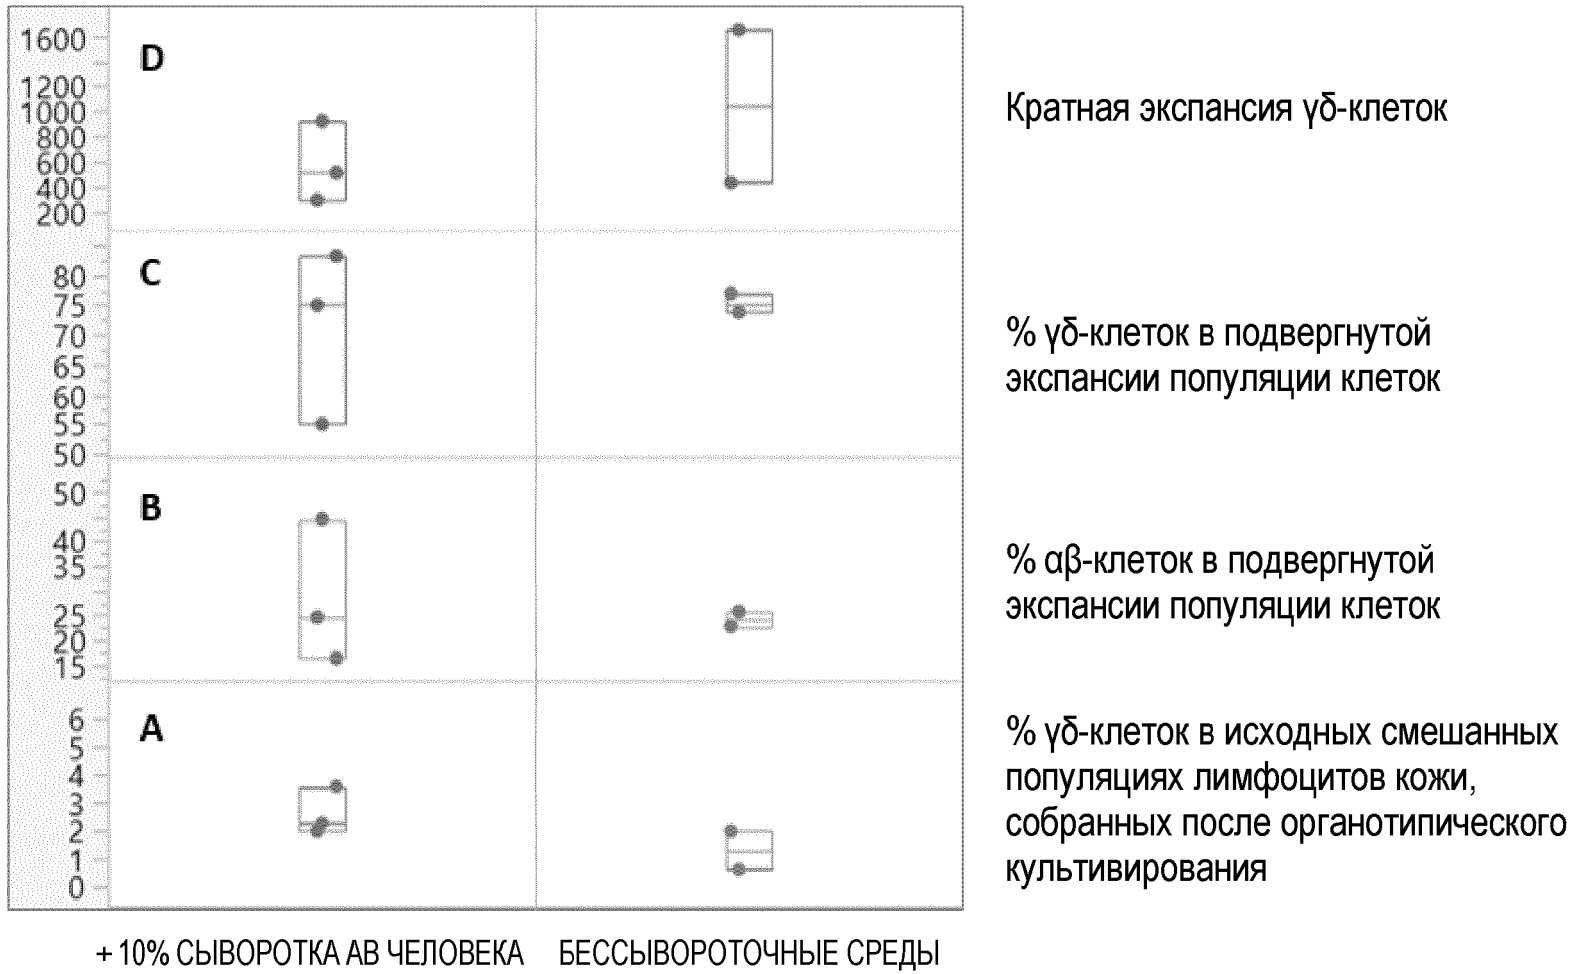 1600
1200
1000
800
600
400
200
D
Кратная экспансия γδ-клеток
80
75
70
65
60
55
50
C
% γδ-клеток в подвергнутой
экспансии популяции клеток
50
40
35
25
20
15
B
% αβ-клеток в подвергнутой
экспансии популяции клеток
6
5
4
3
2
1
0
A
% γδ-клеток в исходных смешанных
популяциях лимфоцитов кожи,
собранных после органотипического
культивирования
+ 10% СЫВОРОТКА АВ ЧЕЛОВЕКА
БЕССЫВОРОТОЧНЫЕ СРЕДЫ